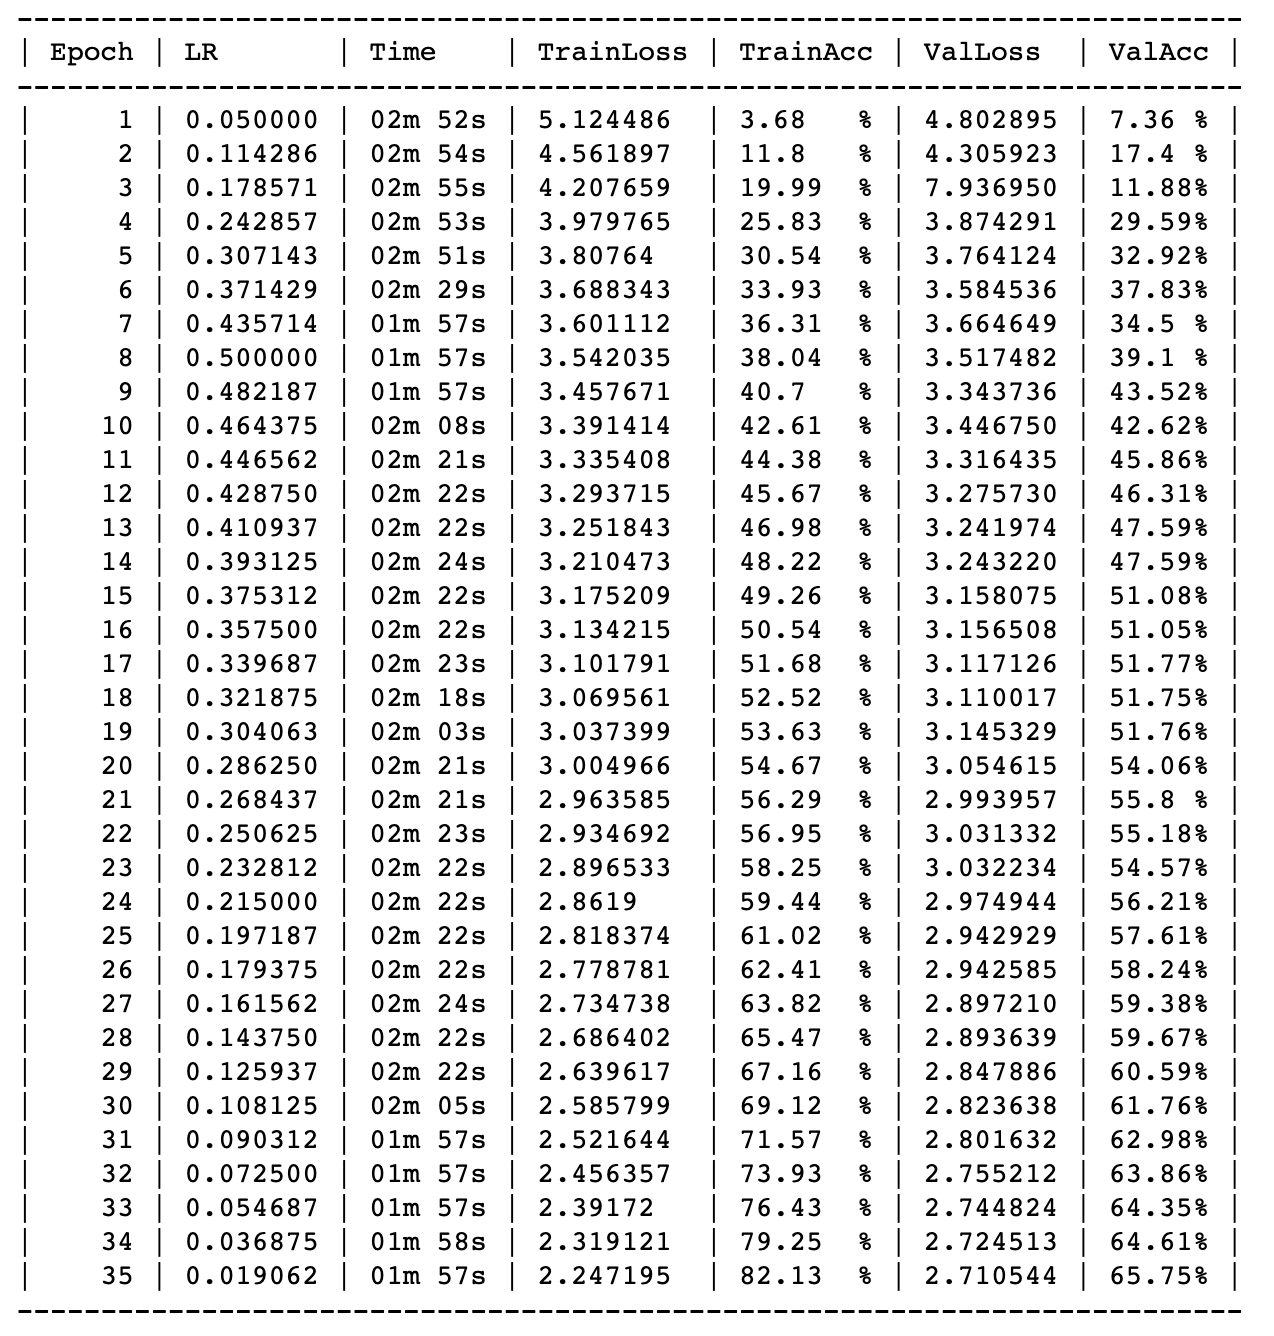 -------------------------------------------------------------------------
| Epoch | LR       | Time    | TrainLoss | TrainAcc | ValLoss  | ValAcc |
-------------------------------------------------------------------------
|     1 | 0.050000 | 02m 52s | 5.124486  | 3.68   % | 4.802895 | 7.36 % |
|     2 | 0.114286 | 02m 54s | 4.561897  | 11.8   % | 4.305923 | 17.4 % |
|     3 | 0.178571 | 02m 55s | 4.207659  | 19.99  % | 7.936950 | 11.88% |
|     4 | 0.242857 | 02m 53s | 3.979765  | 25.83  % | 3.874291 | 29.59% |
|     5 | 0.307143 | 02m 51s | 3.80764   | 30.54  % | 3.764124 | 32.92% |
|     6 | 0.371429 | 02m 29s | 3.688343  | 33.93  % | 3.584536 | 37.83% |
|     7 | 0.435714 | 01m 57s | 3.601112  | 36.31  % | 3.664649 | 34.5 % |
|     8 | 0.500000 | 01m 57s | 3.542035  | 38.04  % | 3.517482 | 39.1 % |
|     9 | 0.482187 | 01m 57s | 3.457671  | 40.7   % | 3.343736 | 43.52% |
|    10 | 0.464375 | 02m 08s | 3.391414  | 42.61  % | 3.446750 | 42.62% |
|    11 | 0.446562 | 02m 21s | 3.335408  | 44.38  % | 3.316435 | 45.86% |
|    12 | 0.428750 | 02m 22s | 3.293715  | 45.67  % | 3.275730 | 46.31% |
|    13 | 0.410937 | 02m 22s | 3.251843  | 46.98  % | 3.241974 | 47.59% |
|    14 | 0.393125 | 02m 24s | 3.210473  | 48.22  % | 3.243220 | 47.59% |
|    15 | 0.375312 | 02m 22s | 3.175209  | 49.26  % | 3.158075 | 51.08% |
|    16 | 0.357500 | 02m 22s | 3.134215  | 50.54  % | 3.156508 | 51.05% |
|    17 | 0.339687 | 02m 23s | 3.101791  | 51.68  % | 3.117126 | 51.77% |
|    18 | 0.321875 | 02m 18s | 3.069561  | 52.52  % | 3.110017 | 51.75% |
|    19 | 0.304063 | 02m 03s | 3.037399  | 53.63  % | 3.145329 | 51.76% |
|    20 | 0.286250 | 02m 21s | 3.004966  | 54.67  % | 3.054615 | 54.06% |
|    21 | 0.268437 | 02m 21s | 2.963585  | 56.29  % | 2.993957 | 55.8 % |
|    22 | 0.250625 | 02m 23s | 2.934692  | 56.95  % | 3.031332 | 55.18% |
|    23 | 0.232812 | 02m 22s | 2.896533  | 58.25  % | 3.032234 | 54.57% |
|    24 | 0.215000 | 02m 22s | 2.8619    | 59.44  % | 2.974944 | 56.21% |
|    25 | 0.197187 | 02m 22s | 2.818374  | 61.02  % | 2.942929 | 57.61% |
|    26 | 0.179375 | 02m 22s | 2.778781  | 62.41  % | 2.942585 | 58.24% |
|    27 | 0.161562 | 02m 24s | 2.734738  | 63.82  % | 2.897210 | 59.38% |
|    28 | 0.143750 | 02m 22s | 2.686402  | 65.47  % | 2.893639 | 59.67% |
|    29 | 0.125937 | 02m 22s | 2.639617  | 67.16  % | 2.847886 | 60.59% |
|    30 | 0.108125 | 02m 05s | 2.585799  | 69.12  % | 2.823638 | 61.76% |
|    31 | 0.090312 | 01m 57s | 2.521644  | 71.57  % | 2.801632 | 62.98% |
|    32 | 0.072500 | 01m 57s | 2.456357  | 73.93  % | 2.755212 | 63.86% |
|    33 | 0.054687 | 01m 57s | 2.39172   | 76.43  % | 2.744824 | 64.35% |
|    34 | 0.036875 | 01m 58s | 2.319121  | 79.25  % | 2.724513 | 64.61% |
|    35 | 0.019062 | 01m 57s | 2.247195  | 82.13  % | 2.710544 | 65.75% |
-------------------------------------------------------------------------